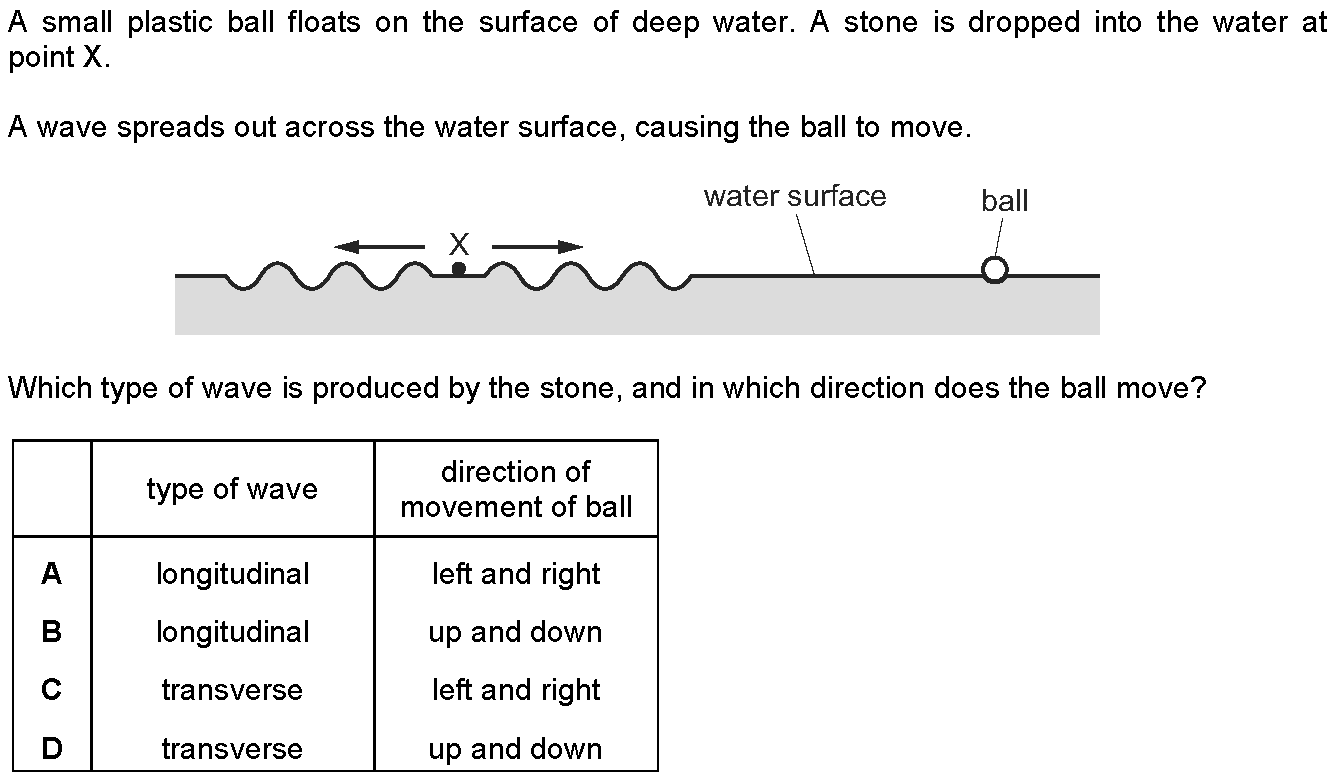 A small plastic ball floats on the surface of deep water. A stone is dropped into the water at
point X.
A wave spreads out across the water surface, causing the ball to move.
water surface
ball
X
Which type of wave is produced by the stone, and in which direction does the ball move?
type of wave
direction of
movement of ball
A longitudinal left and right
B longitudinal up and down
C transverse left and right
D transverse up and down